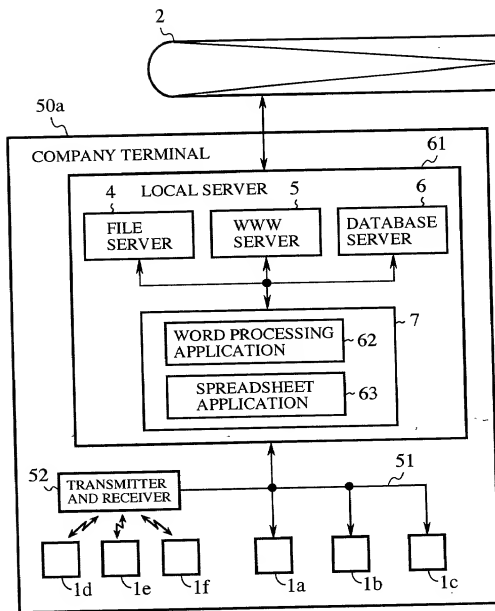 2
50a
COMPANY TERMINAL
61
LOCAL SERVER
4
5
6
FILE
SERVER
WWW
SERVER
DATABASE
SERVER
7
WORD PROCESSING
APPLICATION
62
SPREADSHEET
APPLICATION
63
52
TRANSMITTER
AND RECEIVER
51
1d
1e
1f
1a
1b
1c